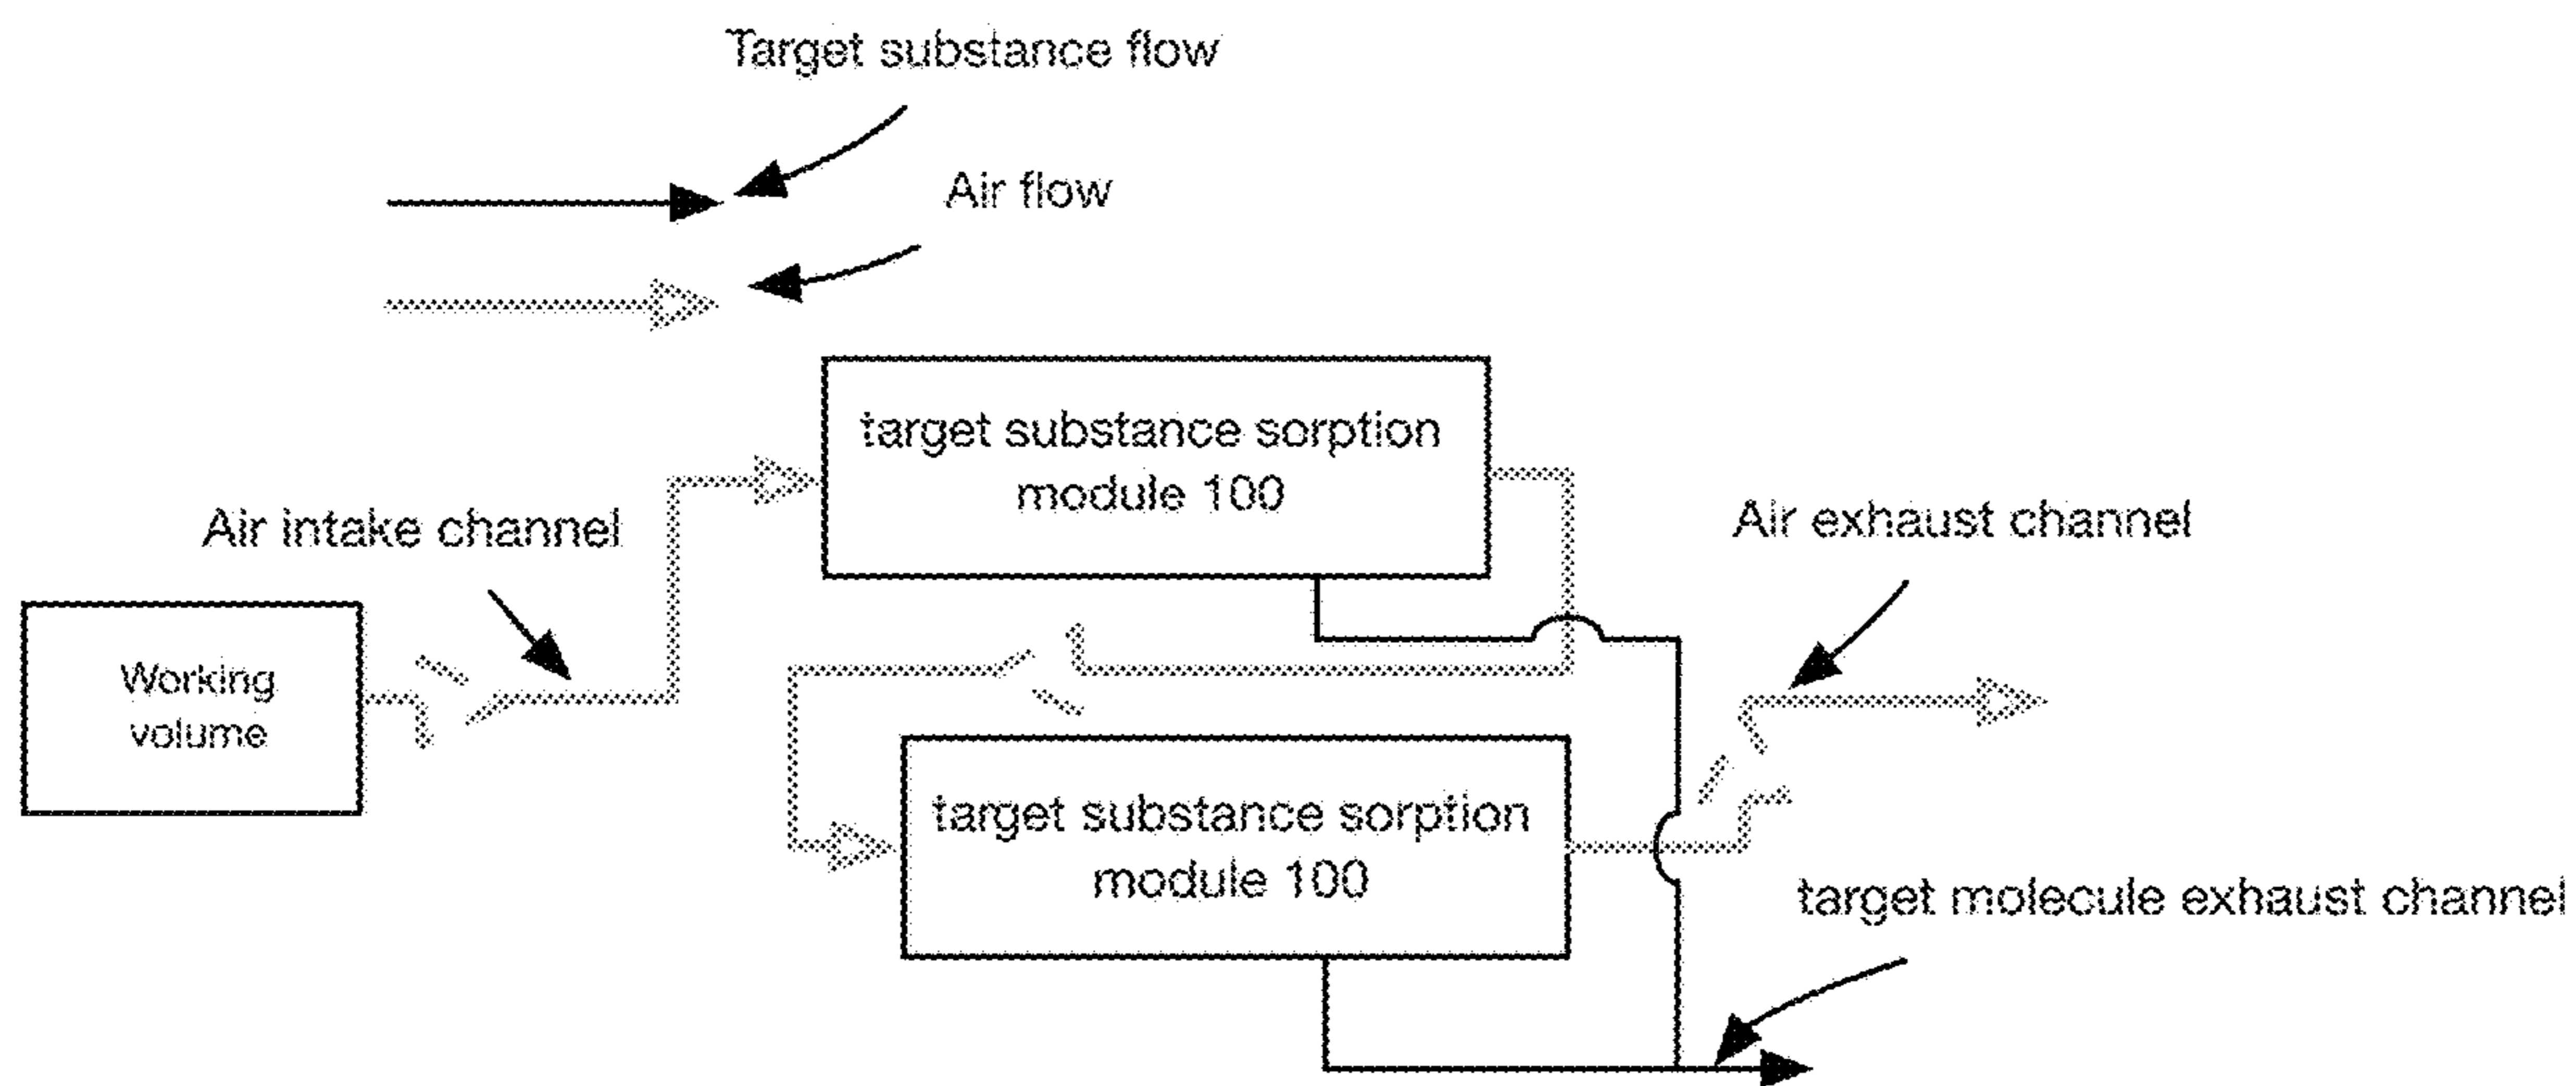 Target substance flow
Air flow
target substance sorption
module 100
Air intake channel
Air exhaust channel
Working
volume
target substance sorption
module 100
target molecule exhaust channel